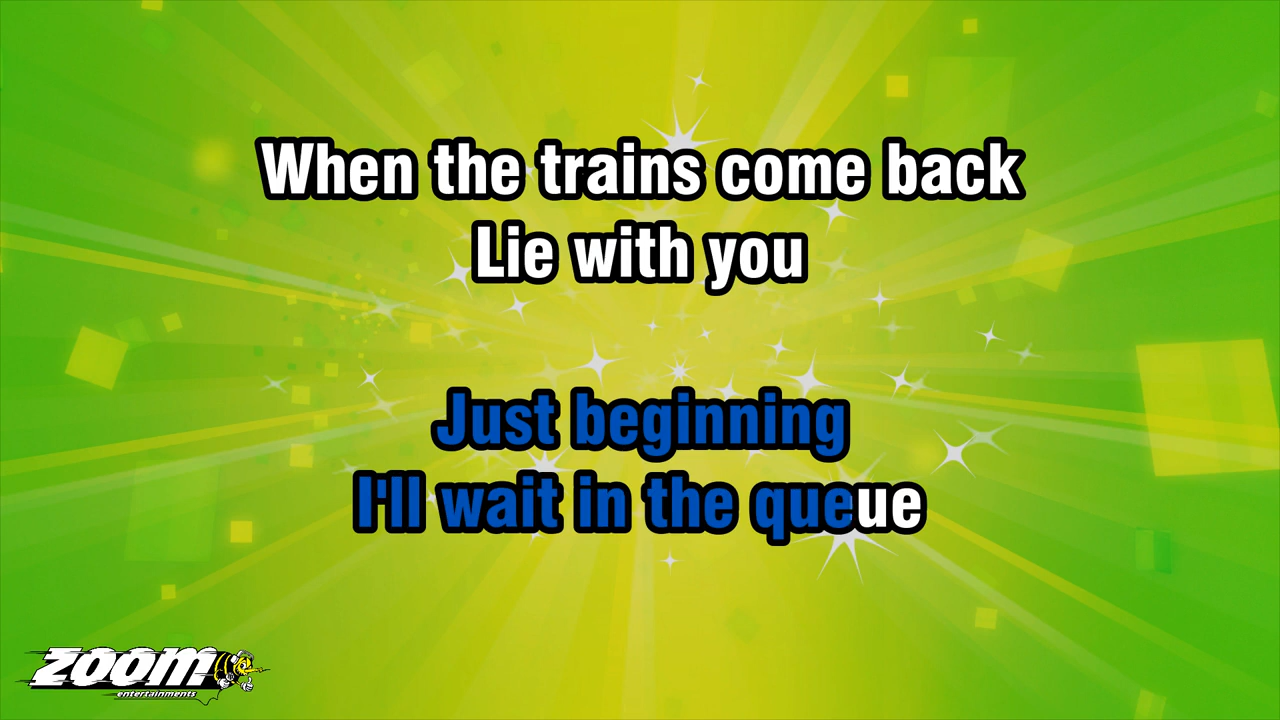 When the trains come back
Lie with you
Just beginning
I'll wait in the queue
ZOOM
entertainments